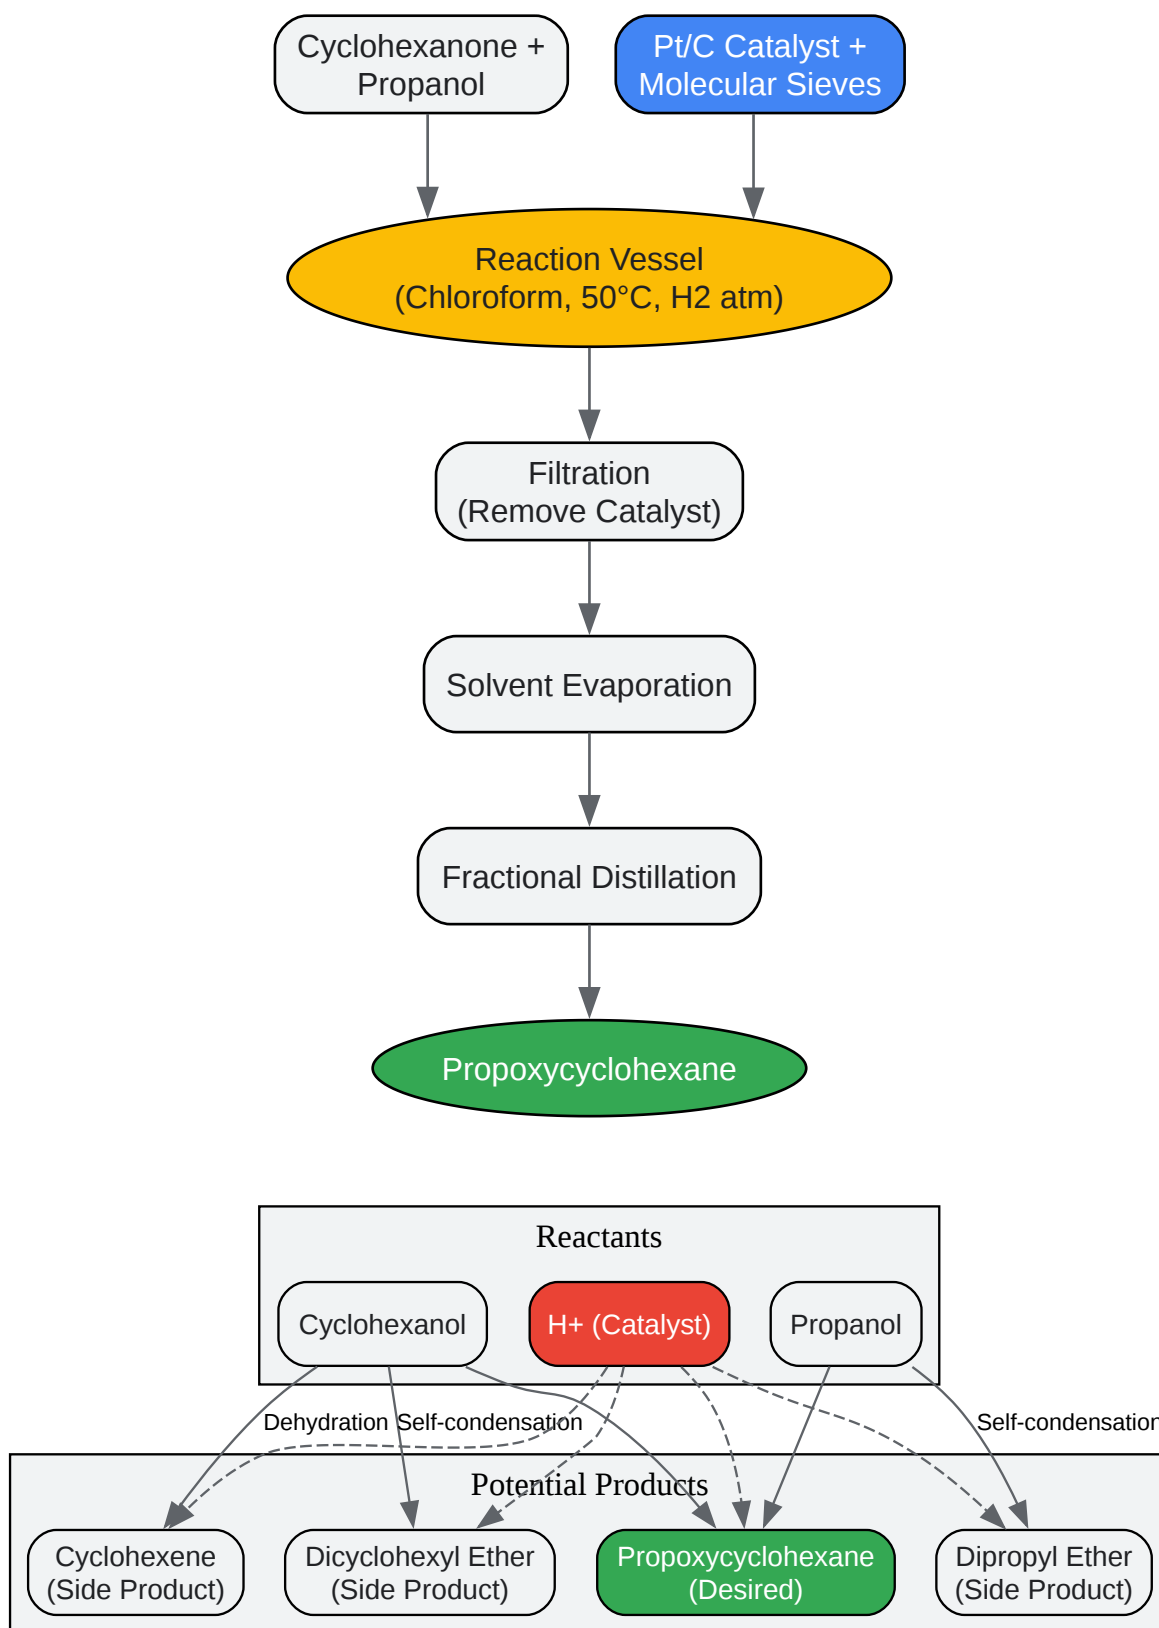 Cyclohexanone +
Propanol
Pt/C Catalyst +
Molecular Sieves
Reaction Vessel
(Chloroform, 50°C, H2 atm)
Filtration
(Remove Catalyst)
Solvent Evaporation
Fractional Distillation
Propoxycyclohexane
Reactants
Cyclohexanol
H+ (Catalyst)
Propanol
Dehydration
Self-condensation
Self-condensation
Potential Products
Cyclohexene
(Side Product)
Dicyclohexyl Ether
(Side Product)
Propoxycyclohexane
(Desired)
Dipropyl Ether
(Side Product)